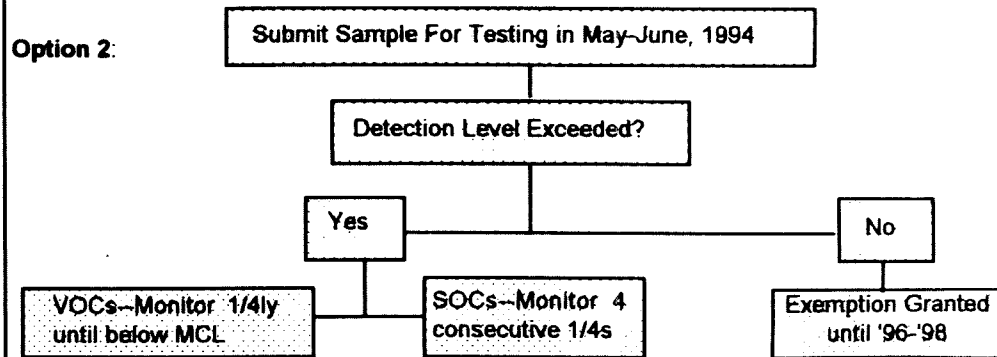 Option 2:
Submit Sample For Testing in May-June, 1994
Detection Level Exceeded?
Yes
No
VOCs--Monitor 1/4ly
until below MCL
SOCs--Monitor 4
consecutive 1/4s
Exemption Granted
until '96-'98